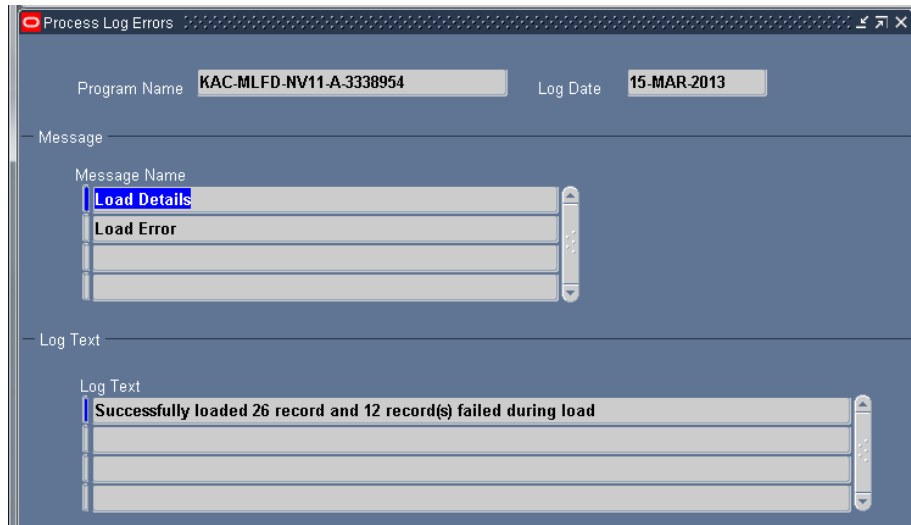 Process Log Errors
Program Name KAC-MLFD-NV11-A-3338954 Log Date 15-MAR-2013
Message
Message Name
Load Details
Load Error
Log Text
Log Text
Successfully loaded 26 record and 12 record(s) failed during load